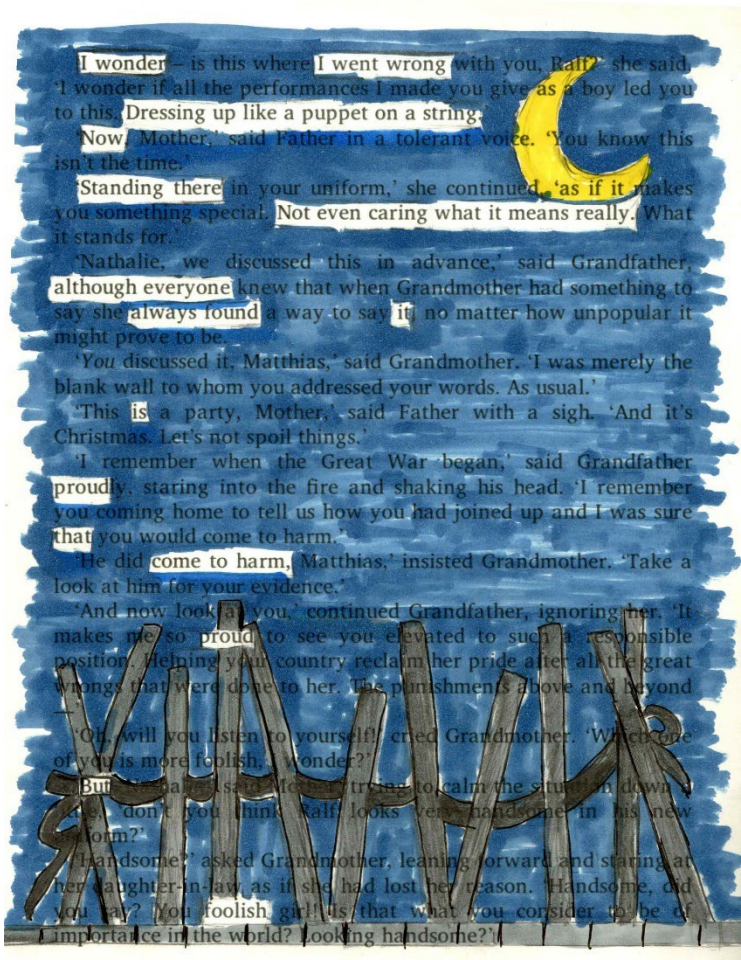 'I wonder – is this where I went wrong with you, Ralf?' she said.
'I wonder if all the performances I made you give as a boy led you
to this. Dressing up like a puppet on a string.'
'Now, Mother,' said Father in a tolerant voice. 'You know this
isn't the time.'
'Standing there in your uniform,' she continued, 'as if it makes
you something special. Not even caring what it means really. What
it stands for.'
'Nathalie, we discussed this in advance,' said Grandfather,
although everyone knew that when Grandmother had something to
say she always found a way to say it, no matter how unpopular it
might prove to be.
'You discussed it, Matthias,' said Grandmother. 'I was merely the
blank wall to whom you addressed your words. As usual.'
'This is a party, Mother,' said Father with a sigh. 'And it's
Christmas. Let's not spoil things.'
'I remember when the Great War began,' said Grandfather
proudly, staring into the fire and shaking his head. 'I remember
you coming home to tell us how you had joined up and I was sure
that you would come to harm.'
'He did come to harm, Matthias,' insisted Grandmother. 'Take a
look at him for your evidence.'
'And now look at you,' continued Grandfather, ignoring her. 'It
makes me so proud to see you elevated to such a responsible
position. Helping your country reclaim her pride after all the great
wrongs that were done to her. The punishments above and beyond
–'
'Oh, will you listen to yourself!' cried Grandmother. 'Which one
of you is more foolish, I wonder?'
'But said Mother, trying to calm the situation down a
don't you think Ralf looks very handsome in his new
uniform?'
'Handsome?' asked Grandmother, leaning forward and staring at
her daughter-in-law as if she had lost her reason. 'Handsome, did
you say? You foolish girl! Is that what you consider to be of
importance in the world? Looking handsome?'